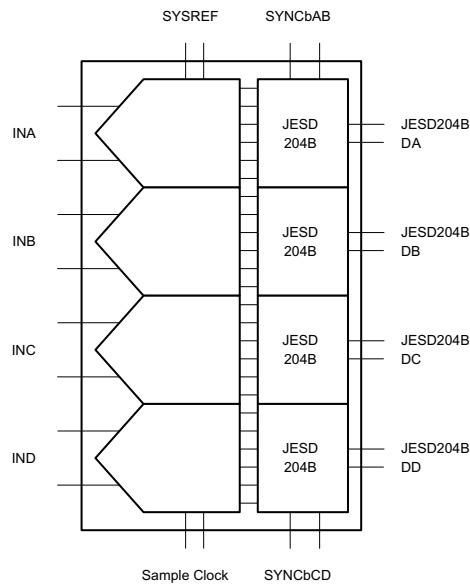 SYSREF SYNCbAB
INA
JESD
204B
JESD204B
DA
INB
JESD
204B
JESD204B
DB
INC
JESD
204B
JESD204B
DC
IND
JESD
204B
JESD204B
DD
Sample Clock SYNCbCD